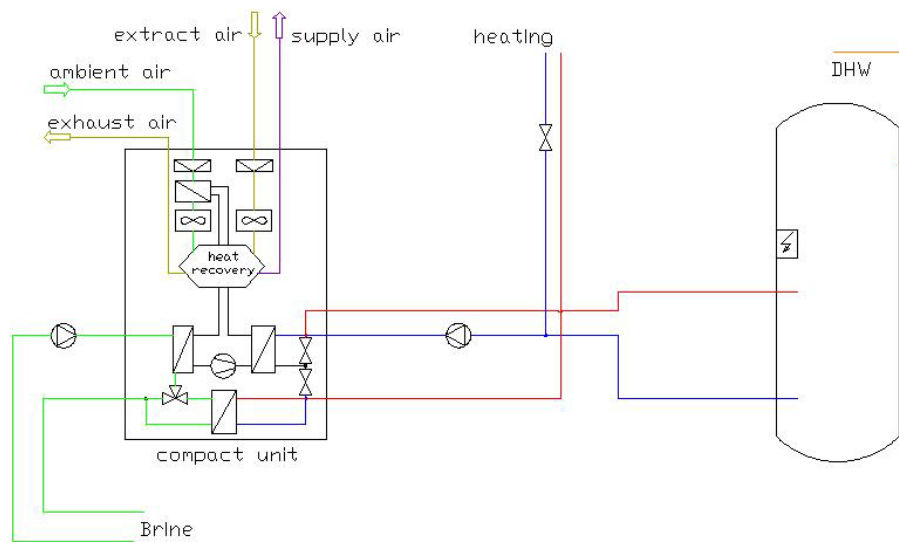 extract air
supply air
heating
ambient air
DHW
exhaust air
heat
recovery
compact unit
Brine